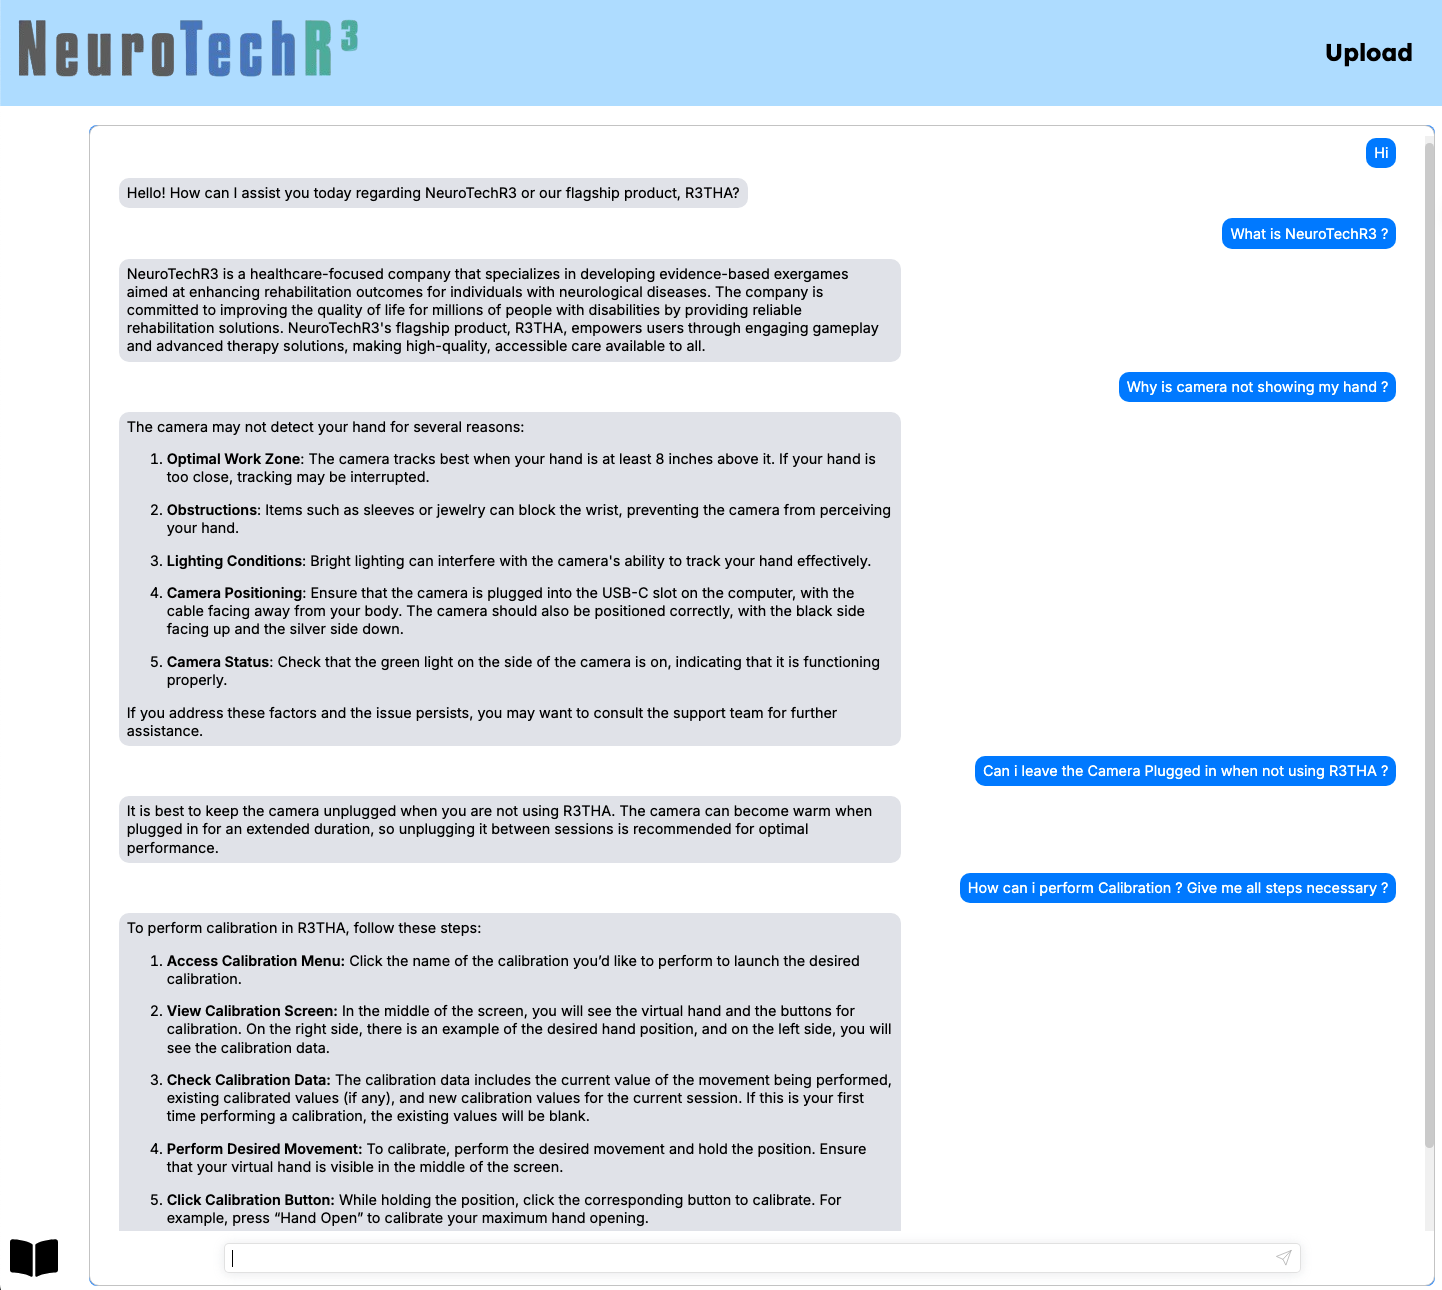 NeuroTechR3
Upload
Hi
Hello! How can I assist you today regarding NeuroTechR3 or our flagship product, R3THA?
What is NeuroTechR3 ?
NeuroTechR3 is a healthcare-focused company that specializes in developing evidence-based exergames
aimed at enhancing rehabilitation outcomes for individuals with neurological diseases. The company is
committed to improving the quality of life for millions of people with disabilities by providing reliable
rehabilitation solutions. NeuroTechR3's flagship product, R3THA, empowers users through engaging gameplay
and advanced therapy solutions, making high-quality, accessible care available to all.
Why is camera not showing my hand ?
The camera may not detect your hand for several reasons:
1. Optimal Work Zone: The camera tracks best when your hand is at least 8 inches above it. If your hand is
too close, tracking may be interrupted.
2. Obstructions: Items such as sleeves or jewelry can block the wrist, preventing the camera from perceiving
your hand.
3. Lighting Conditions: Bright lighting can interfere with the camera's ability to track your hand effectively.
4. Camera Positioning: Ensure that the camera is plugged into the USB-C slot on the computer, with the
cable facing away from your body. The camera should also be positioned correctly, with the black side
facing up and the silver side down.
5. Camera Status: Check that the green light on the side of the camera is on, indicating that it is functioning
properly.
If you address these factors and the issue persists, you may want to consult the support team for further
assistance.
Can i leave the Camera Plugged in when not using R3THA ?
It is best to keep the camera unplugged when you are not using R3THA. The camera can become warm when
plugged in for an extended duration, so unplugging it between sessions is recommended for optimal
performance.
How can i perform Calibration ? Give me all steps necessary ?
To perform calibration in R3THA, follow these steps:
1. Access Calibration Menu: Click the name of the calibration you’d like to perform to launch the desired
calibration.
2. View Calibration Screen: In the middle of the screen, you will see the virtual hand and the buttons for
calibration. On the right side, there is an example of the desired hand position, and on the left side, you will
see the calibration data.
3. Check Calibration Data: The calibration data includes the current value of the movement being performed,
existing calibrated values (if any), and new calibration values for the current session. If this is your first
time performing a calibration, the existing values will be blank.
4. Perform Desired Movement: To calibrate, perform the desired movement and hold the position. Ensure
that your virtual hand is visible in the middle of the screen.
5. Click Calibration Button: While holding the position, click the corresponding button to calibrate. For
example, press “Hand Open” to calibrate your maximum hand opening.